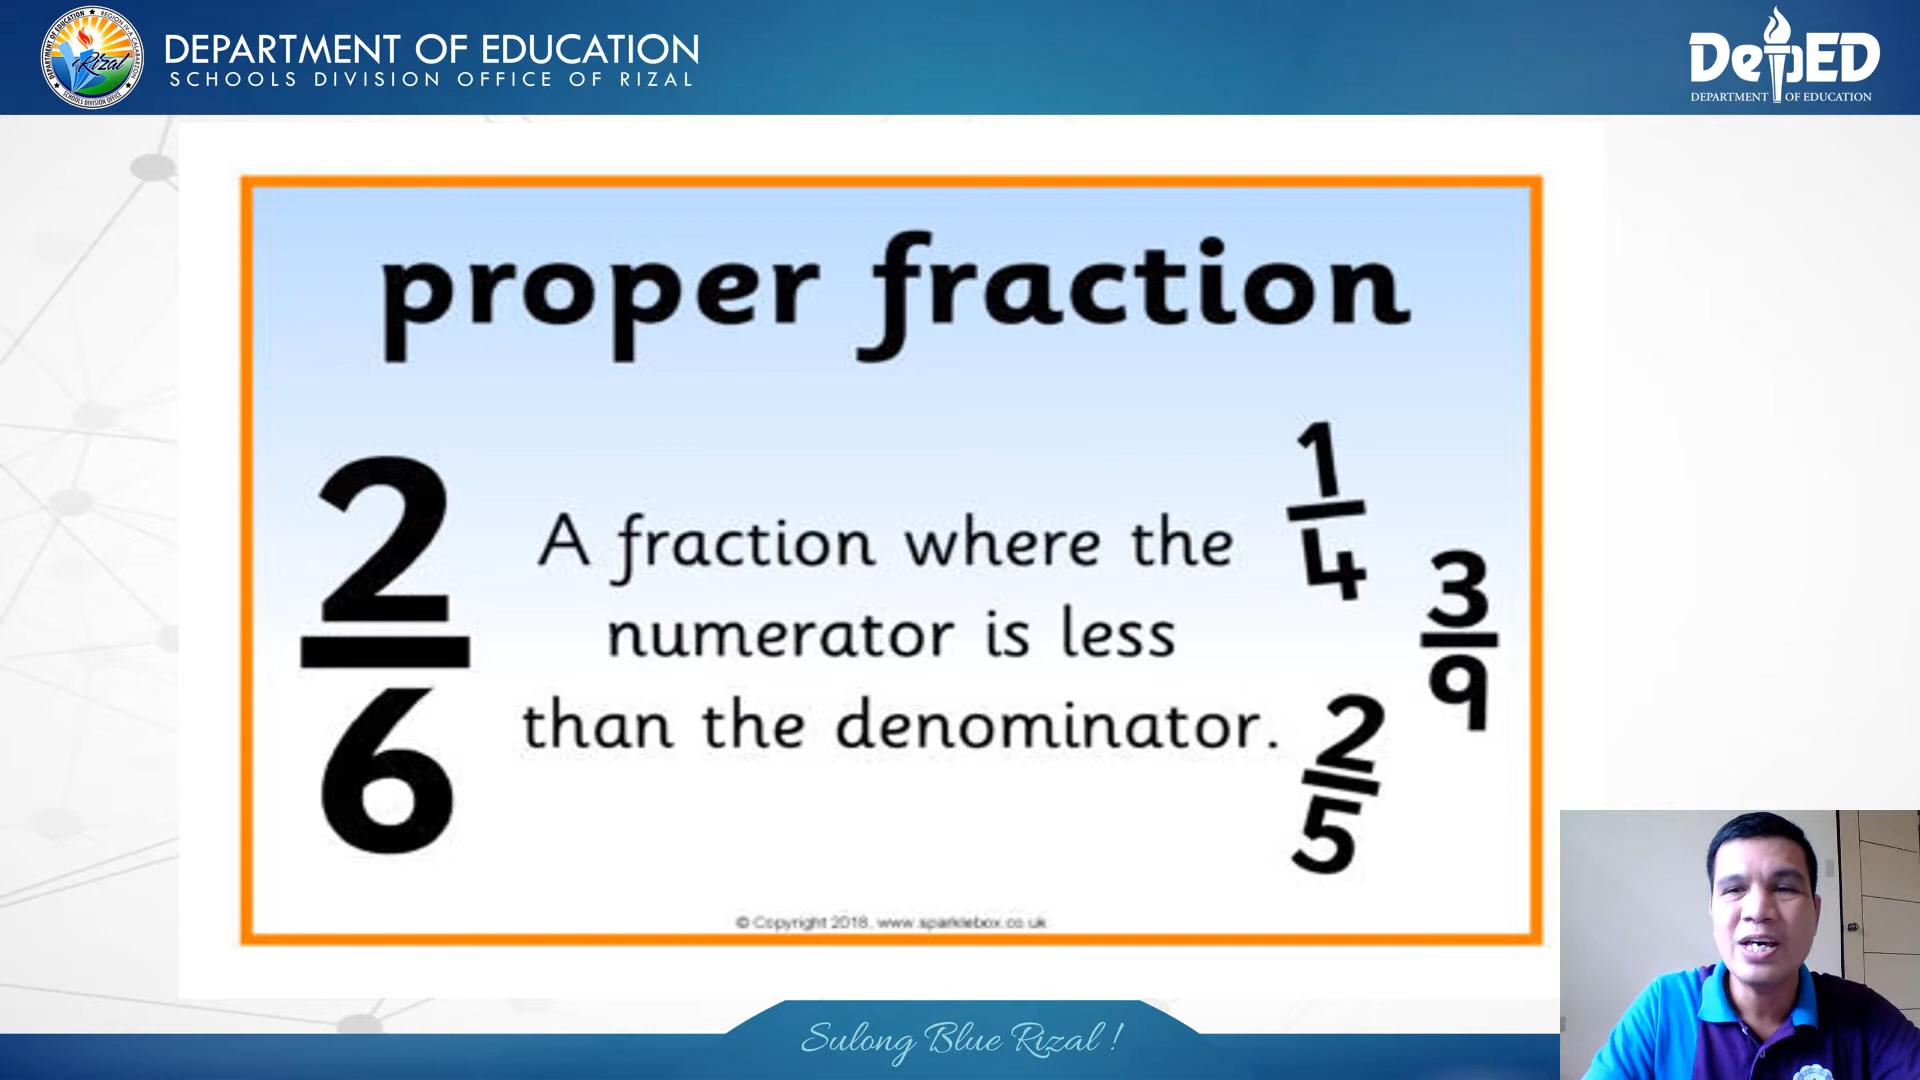 DEPARTMENT OF EDUCATION
SCHOOLS DIVISION OFFICE OF RIZAL
Rizal
DepED
DEPARTMENT OF EDUCATION
proper fraction
2
6
A fraction where the
numerator is less
than the denominator.
1
4
3
9
2
5
© Copyright 2018, www.sparklebox.co.uk
Sulong Blue Rizal !